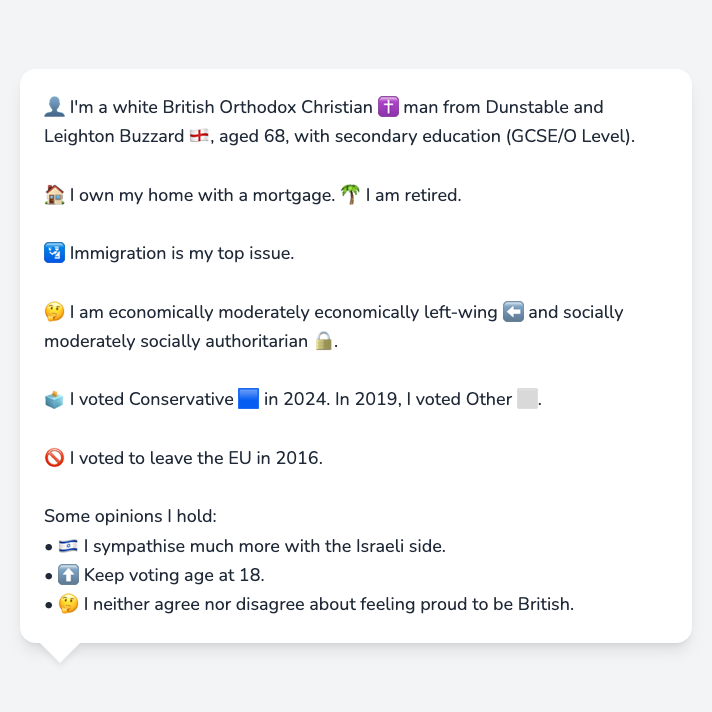 👤 I'm a white British Orthodox Christian ✝️ man from Dunstable and
Leighton Buzzard 🏴󠁧󠁢󠁥󠁮󠁧󠁿, aged 68, with secondary education (GCSE/O Level).
🏠 I own my home with a mortgage. 🌴 I am retired.
🛂 Immigration is my top issue.
🤔 I am economically moderately economically left-wing ⬅️ and socially
moderately socially authoritarian 🔒.
🗳️ I voted Conservative 🟦 in 2024. In 2019, I voted Other ⬜.
🚫 I voted to leave the EU in 2016.
Some opinions I hold:
• 🇮🇱 I sympathise much more with the Israeli side.
• ⬆️ Keep voting age at 18.
• 🤔 I neither agree nor disagree about feeling proud to be British.